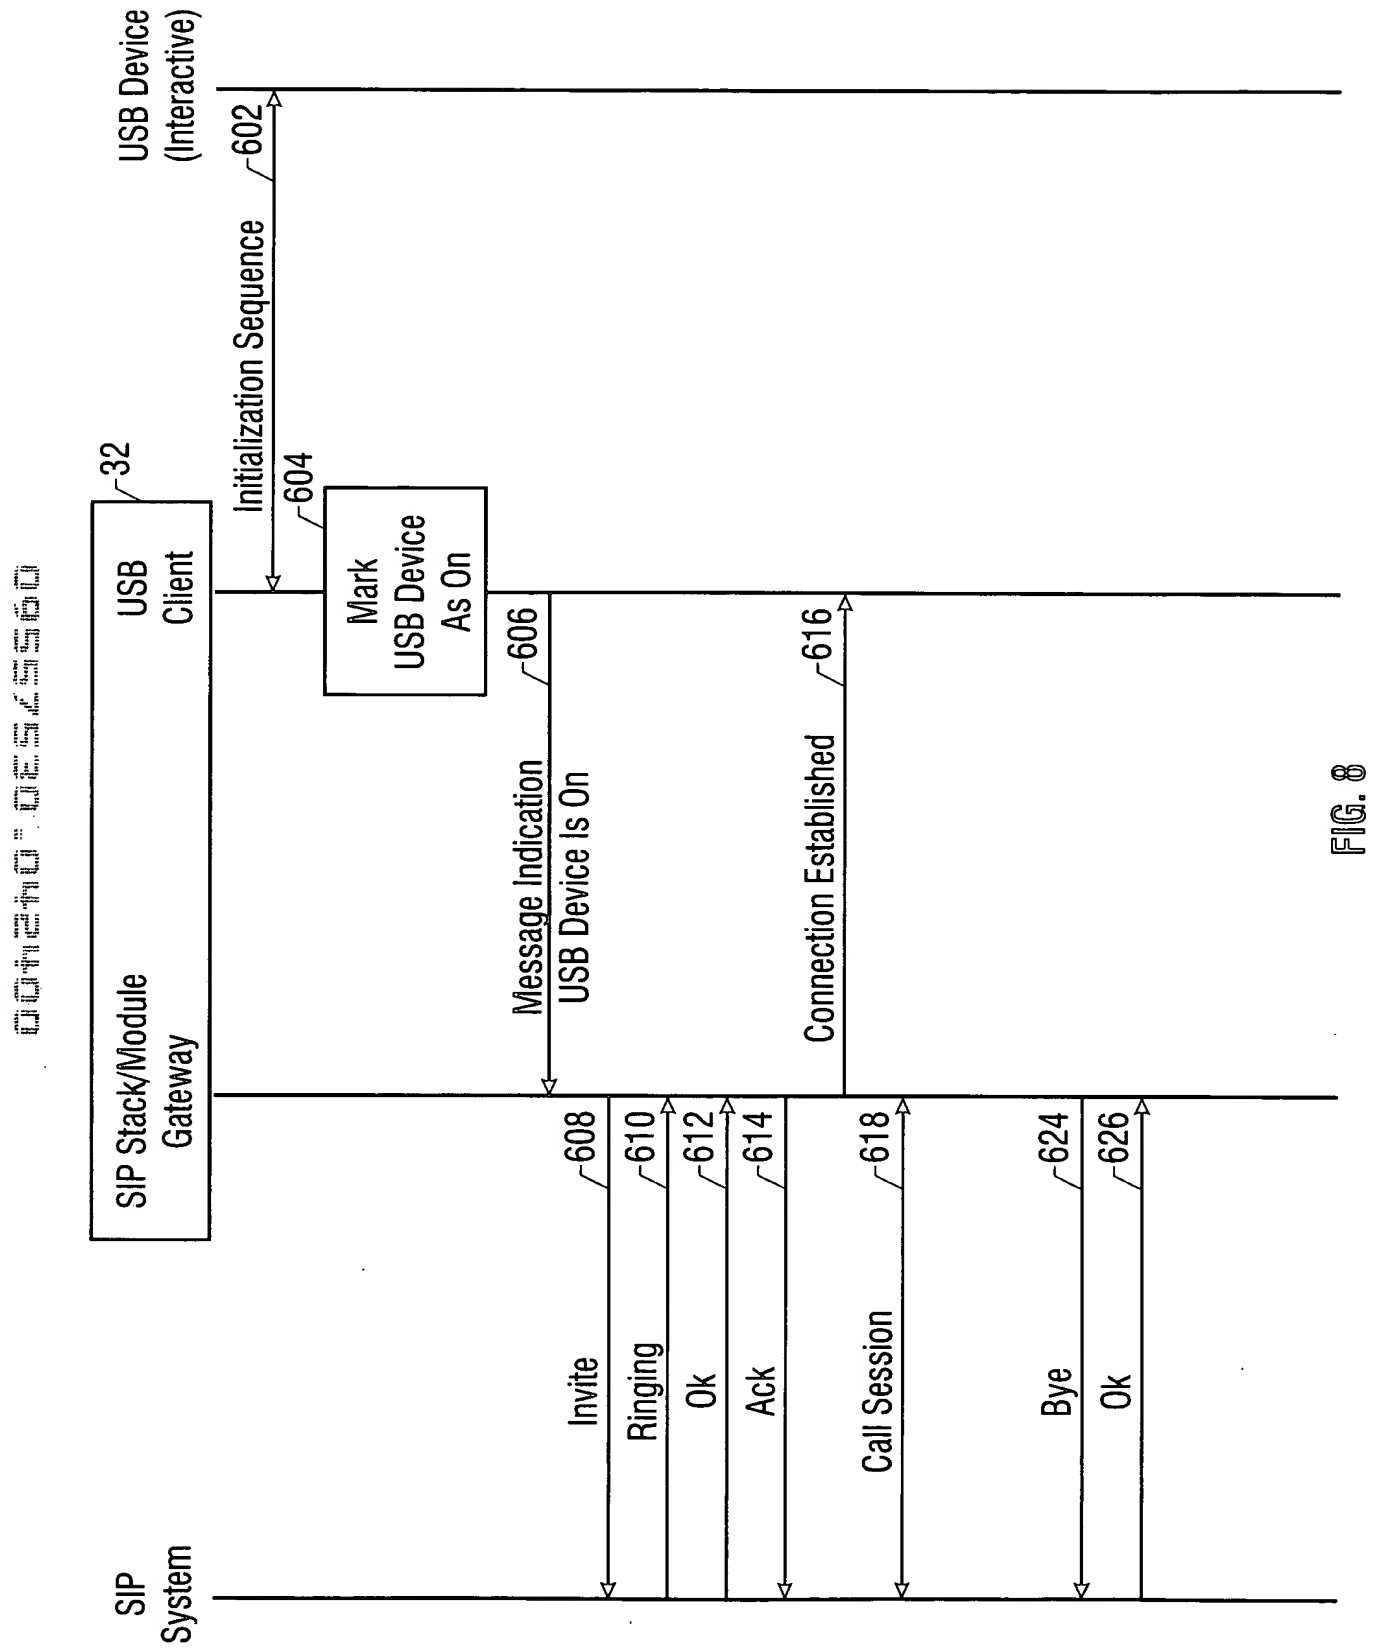 SIP
System
SIP Stack/Module
Gateway
USB
Client
32
USB Device
(Interactive)
Initialization Sequence
602
604
Mark
USB Device
As On
Message Indication
606
USB Device Is On
Invite
608
Ringing
610
Ok
612
Ack
614
Connection Established
616
Call Session
618
Bye
624
Ok
626
FIG. 8